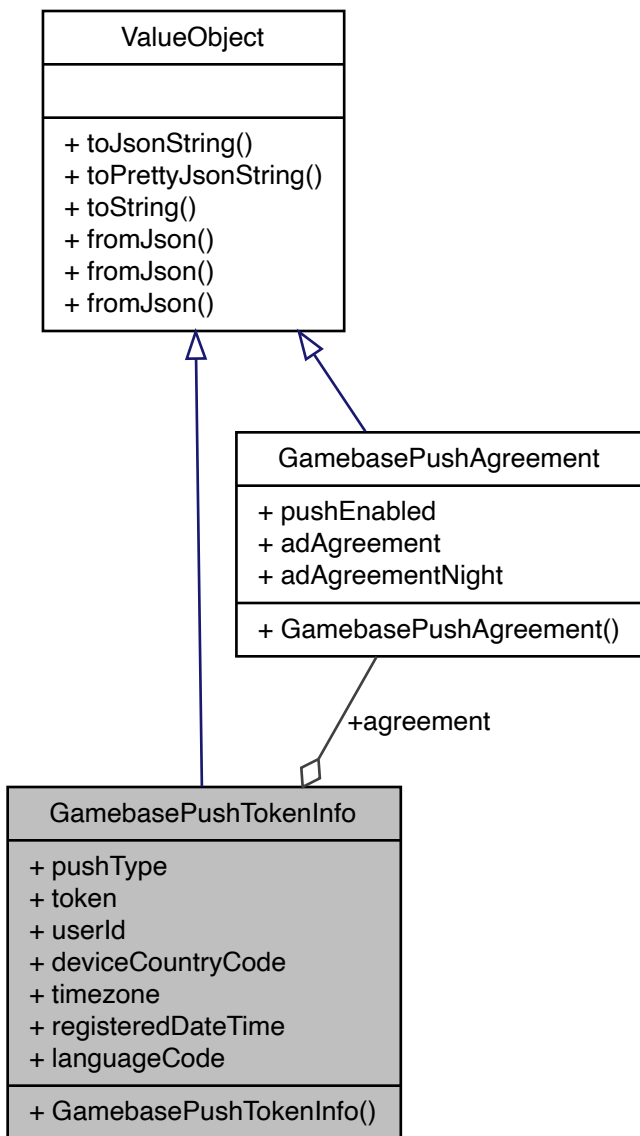 ValueObject
+ toJsonString()
+ toPrettyJsonString()
+ toString()
+ fromJson()
+ fromJson()
+ fromJson()
GamebasePushAgreement
+ pushEnabled
+ adAgreement
+ adAgreementNight
+ GamebasePushAgreement()
+agreement
GamebasePushTokenInfo
+ pushType
+ token
+ userId
+ deviceCountryCode
+ timezone
+ registeredDateTime
+ languageCode
+ GamebasePushTokenInfo()